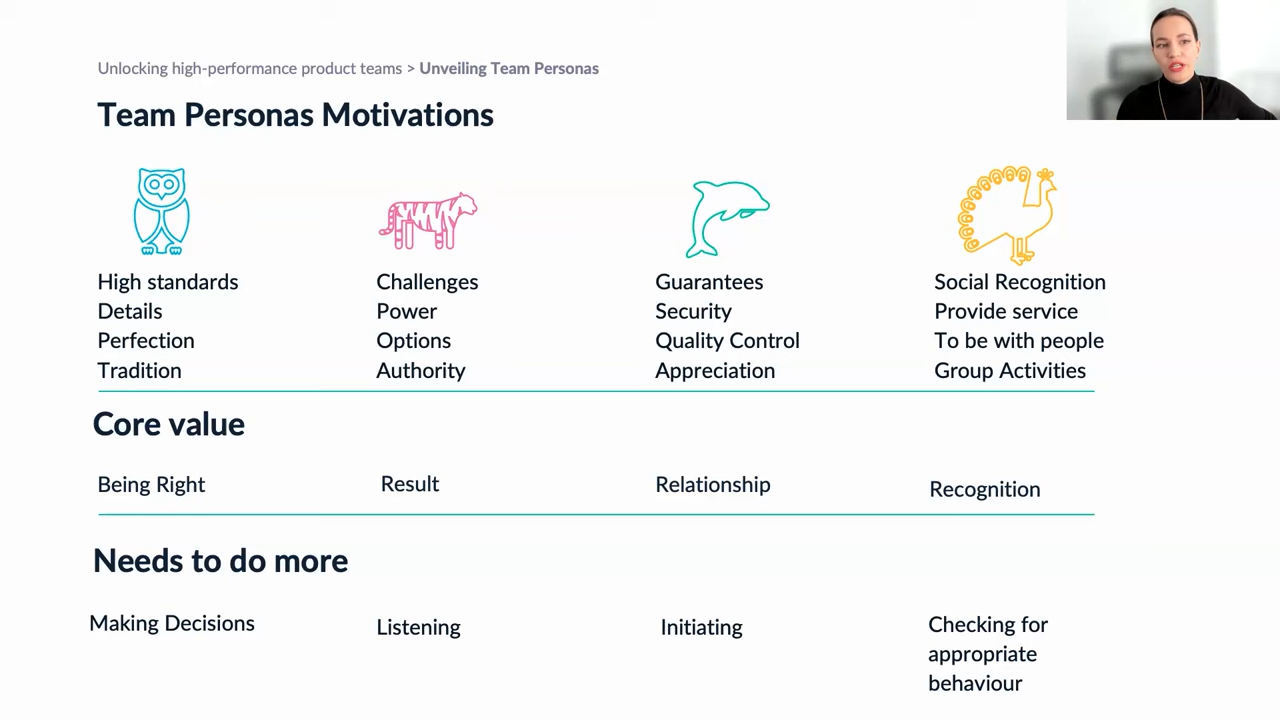 Unlocking high-performance product teams > Unveiling Team Personas
Team Personas Motivations
High standards
Details
Perfection
Tradition
Challenges
Power
Options
Authority
Guarantees
Security
Quality Control
Appreciation
Social Recognition
Provide service
To be with people
Group Activities
Core value
Being Right
Result
Relationship
Recognition
Needs to do more
Making Decisions
Listening
Initiating
Checking for
appropriate
behaviour